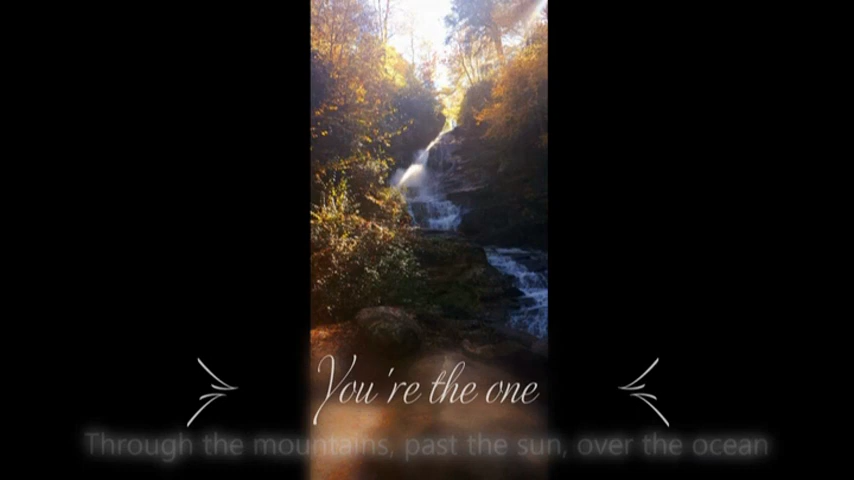 You're the one
Through the mountains, past the sun, over the ocean